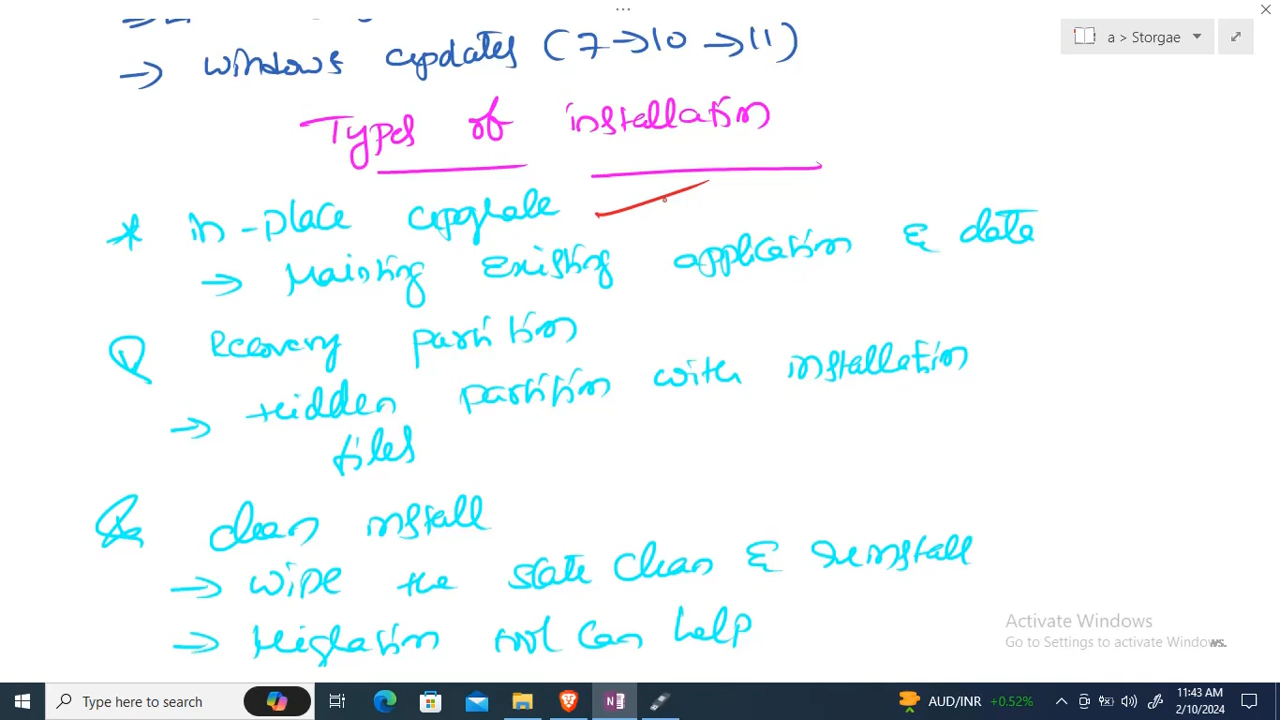 ...
a > Storgae
→ windows updates (7→10 →11)
Types of installation
* in-place upgrade
→ Maisting existing application & data
Recovery partition
→ Hidden partition with installation
files
clean install
→ wipe the slate clean & reinstall
→ Migration tool can help
Activate Windows
Go to Settings to activate Windows.
Type here to search
AUD/INR +0.52%
11:43 AM
2/10/2024